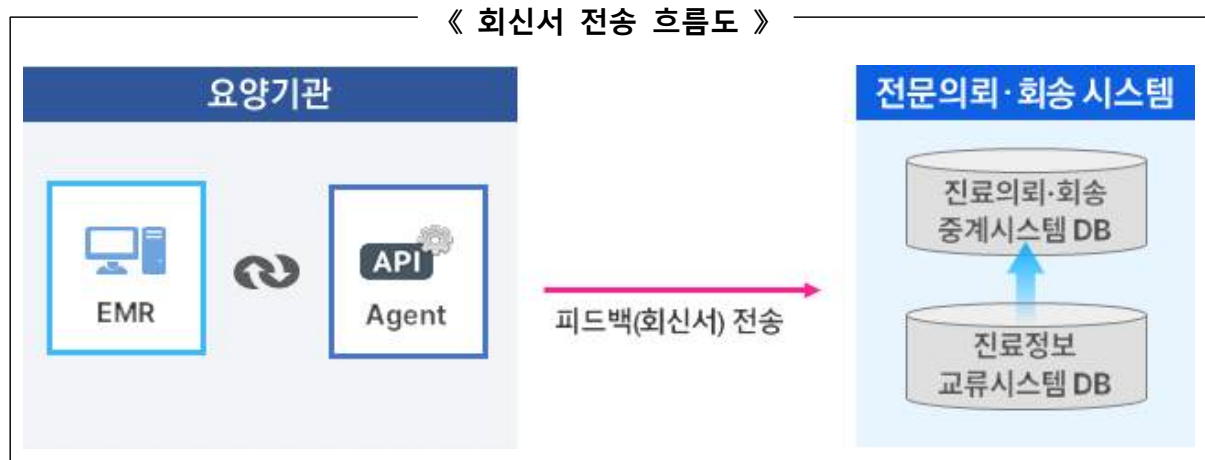 《 회신서 전송 흐름도 》
요양기관
전문의뢰·회송 시스템
EMR
API
Agent
피드백(회신서) 전송
진료의뢰·회송
중계시스템 DB
진료정보
교류시스템 DB